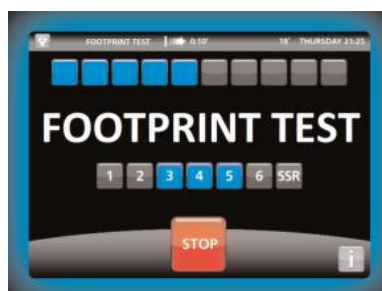 FOOTPRINT TEST 0:10' 18° THURSDAY 21:25
FOOTPRINT TEST
1 2 3 4 5 6 SSR
STOP
i